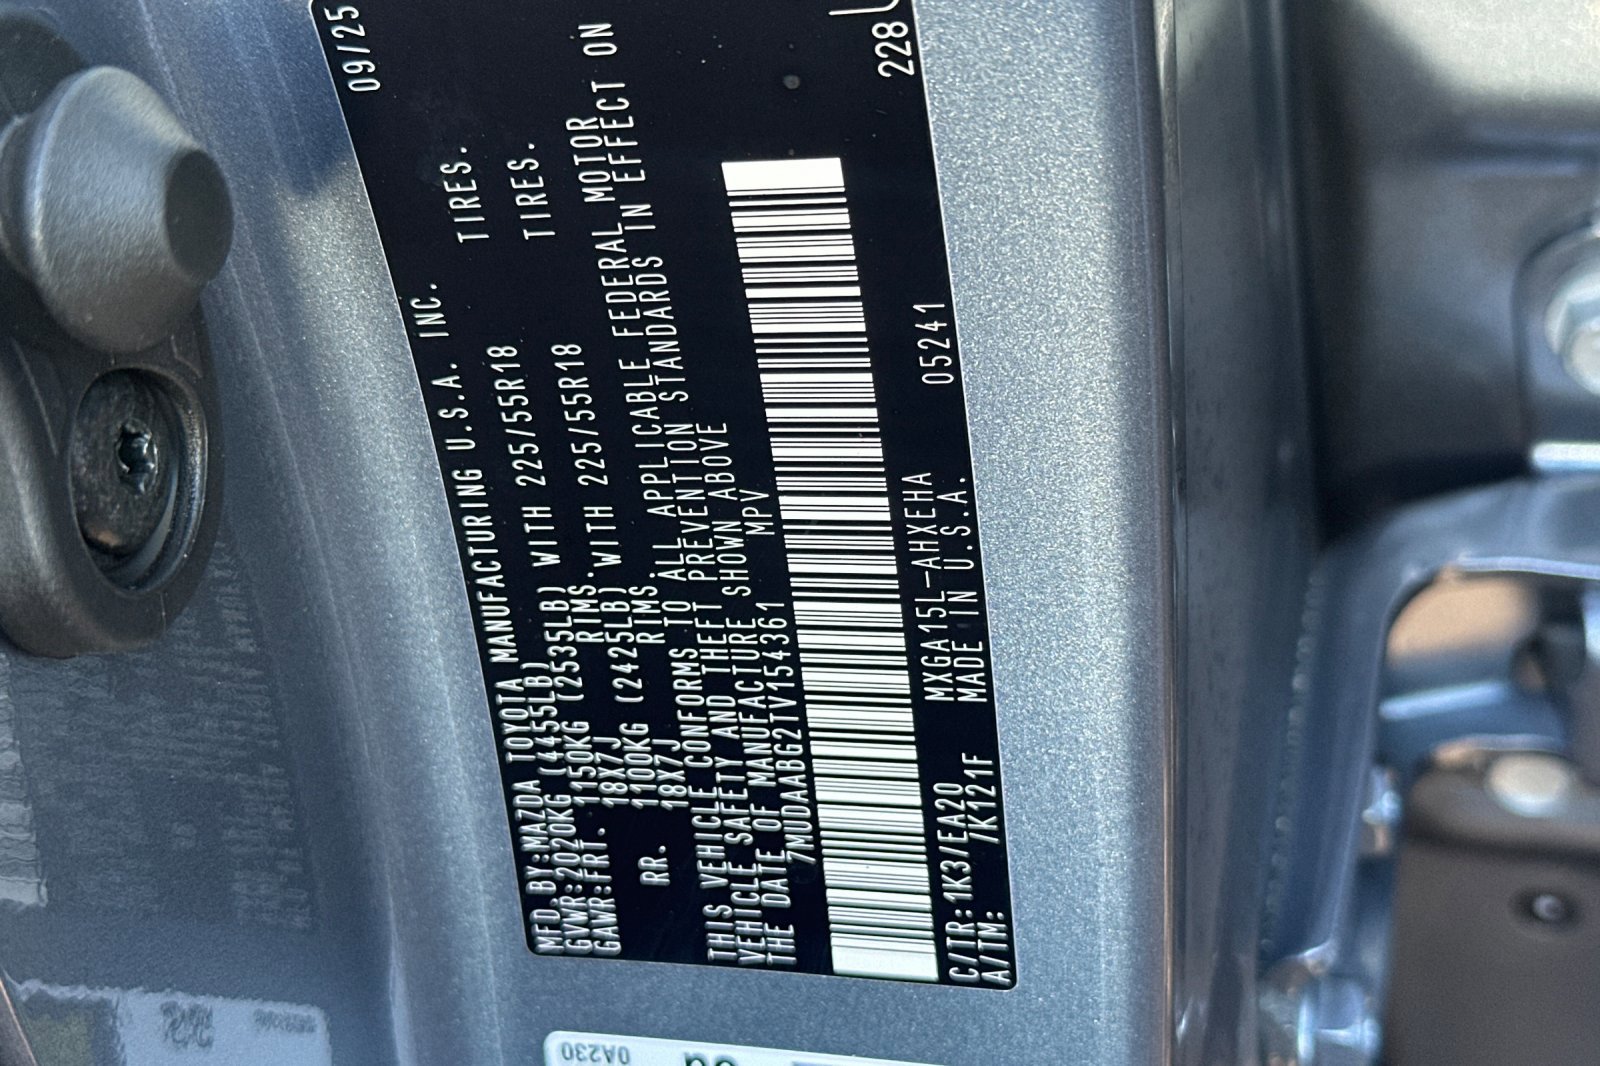 09/25
MFD.BY:MAZDA TOYOTA MANUFACTURING U.S.A. INC.
GVWR:2020KG (4455LB)
GAWR:FRT. 1150KG (2535LB) WITH 225/55R18 TIRES.
18X7J RIMS.
RR. 1100KG (2425LB) WITH 225/55R18 TIRES.
18X7J RIMS.
THIS VEHICLE CONFORMS TO ALL APPLICABLE FEDERAL MOTOR
VEHICLE SAFETY AND THEFT PREVENTION STANDARDS IN EFFECT ON
THE DATE OF MANUFACTURE SHOWN ABOVE
7MUDAABG2TV154361 MPV
228
C/TR:1K3/EA20 MXGA15L-AHXEHA 05241
A/TM: /K121F MADE IN U.S.A.
0A230